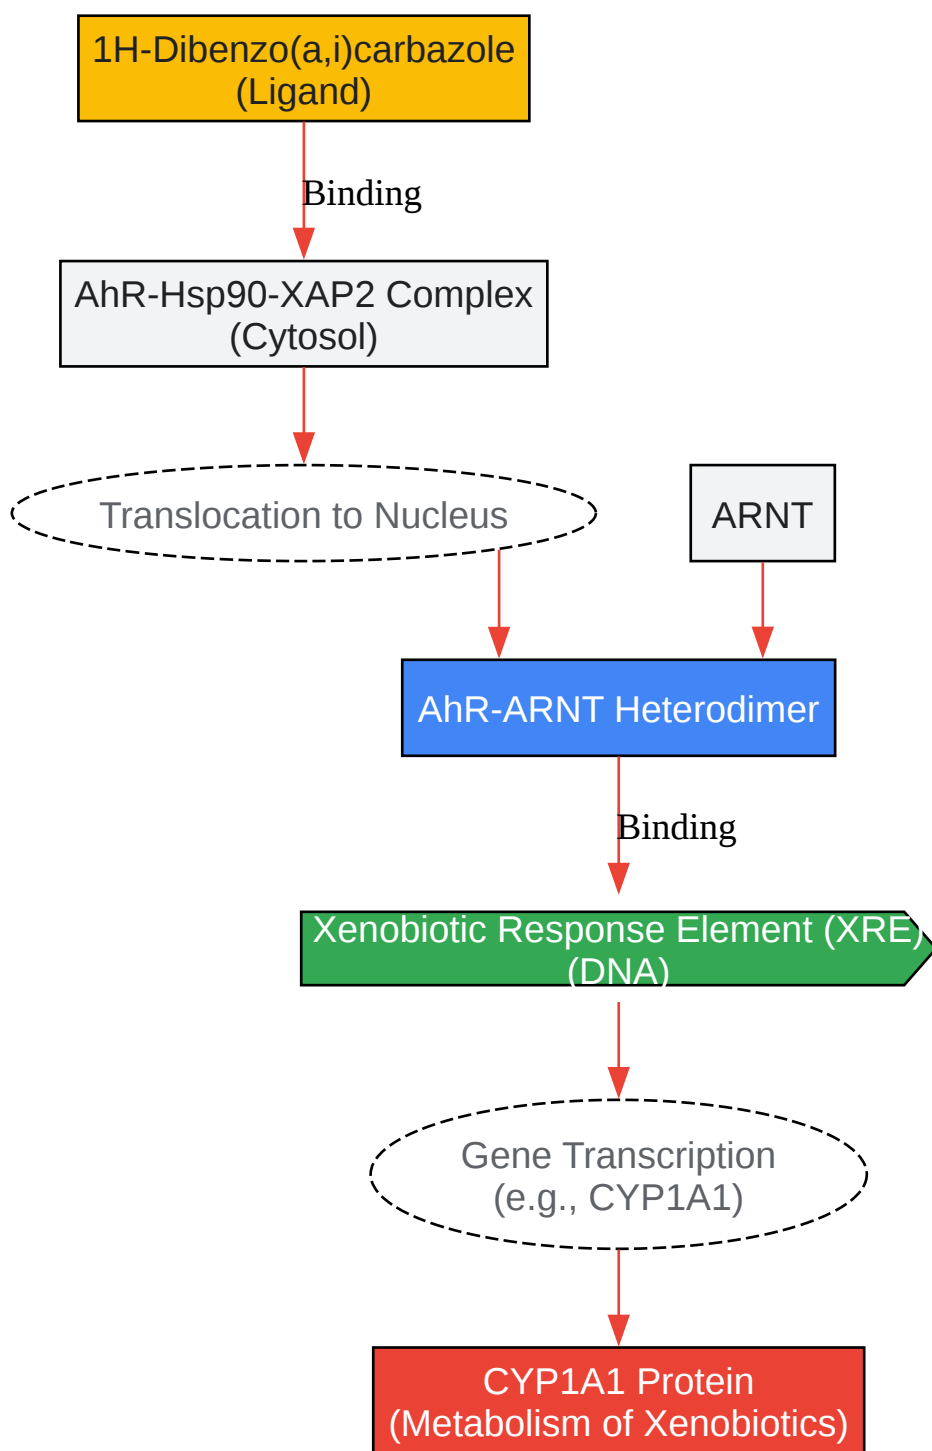 1H-Dibenzo(a,i)carbazole
(Ligand)
Binding
AhR-Hsp90-XAP2 Complex
(Cytosol)
Translocation to Nucleus
ARNT
AhR-ARNT Heterodimer
Binding
Xenobiotic Response Element (XRE)
(DNA)
Gene Transcription
(e.g., CYP1A1)
CYP1A1 Protein
(Metabolism of Xenobiotics)